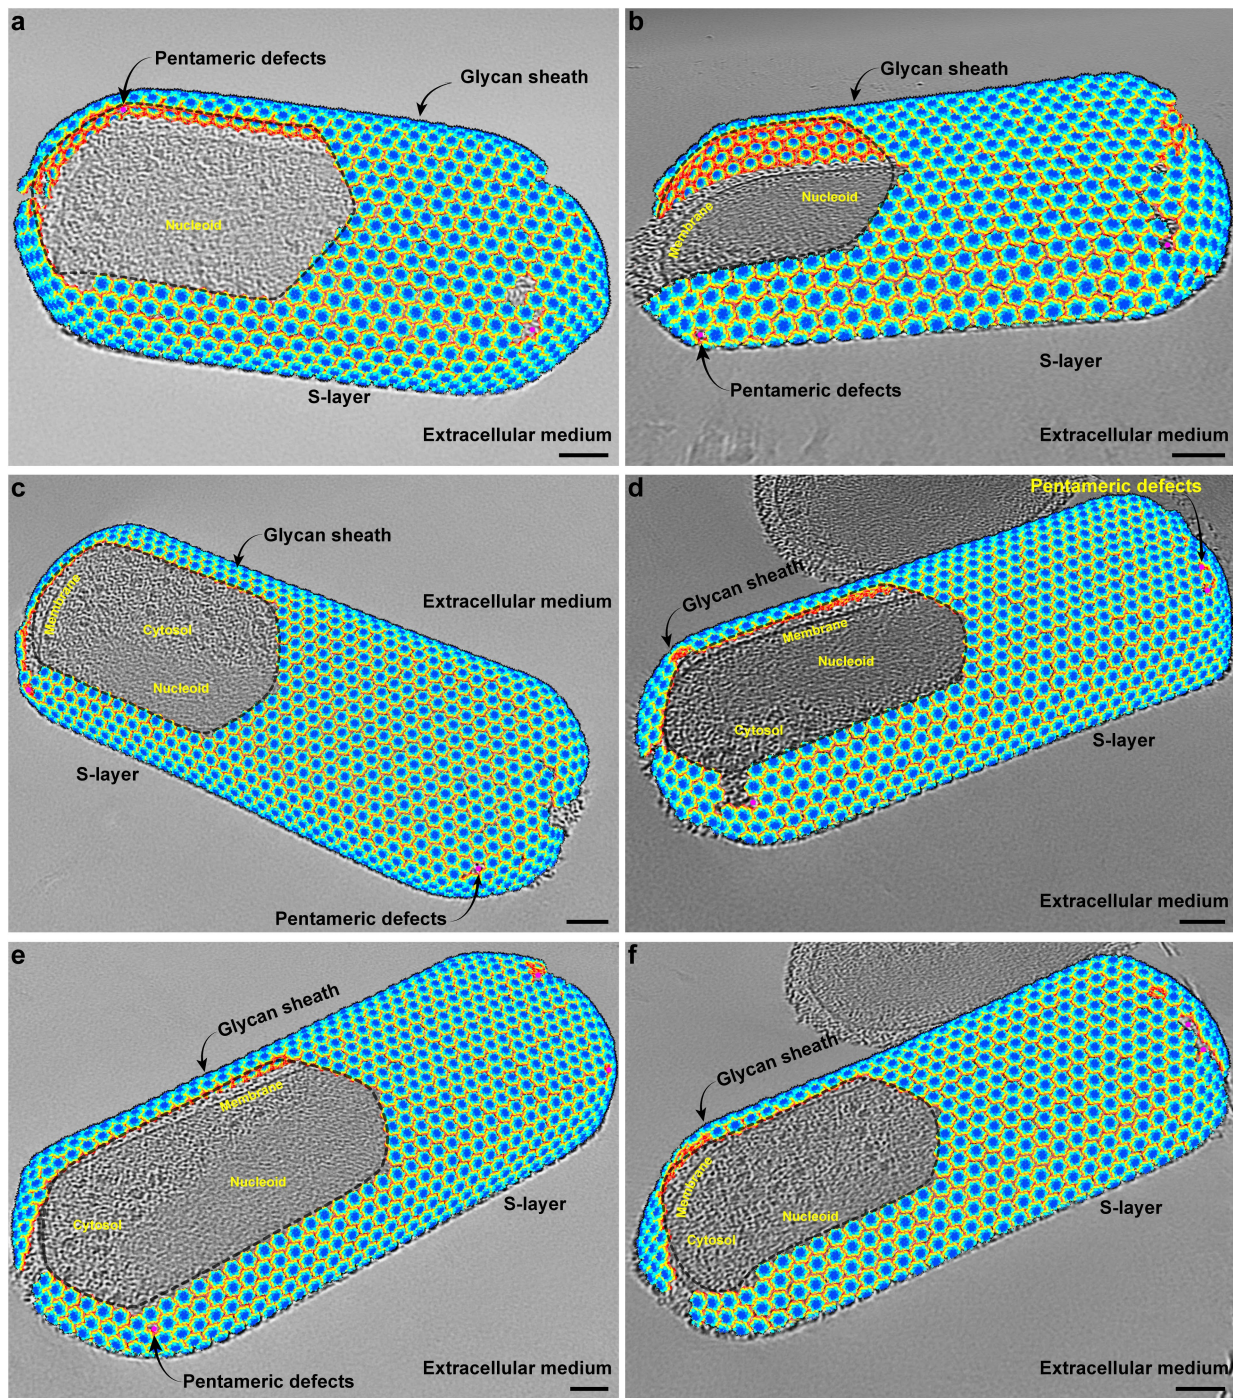 a
Pentameric defects
Glycan sheath
Nucleoid
S-layer
Extracellular medium
b
Glycan sheath
Nucleoid
Membrane
S-layer
Pentameric defects
Extracellular medium
c
Glycan sheath
Membrane
Extracellular medium
Cytosol
Nucleoid
S-layer
Pentameric defects
d
Pentameric defects
Glycan sheath
Membrane
Nucleoid
Cytosol
S-layer
Extracellular medium
e
Glycan sheath
Membrane
Nucleoid
Cytosol
S-layer
Extracellular medium
Pentameric defects
f
Glycan sheath
Membrane
Nucleoid
Cytosol
S-layer
Extracellular medium